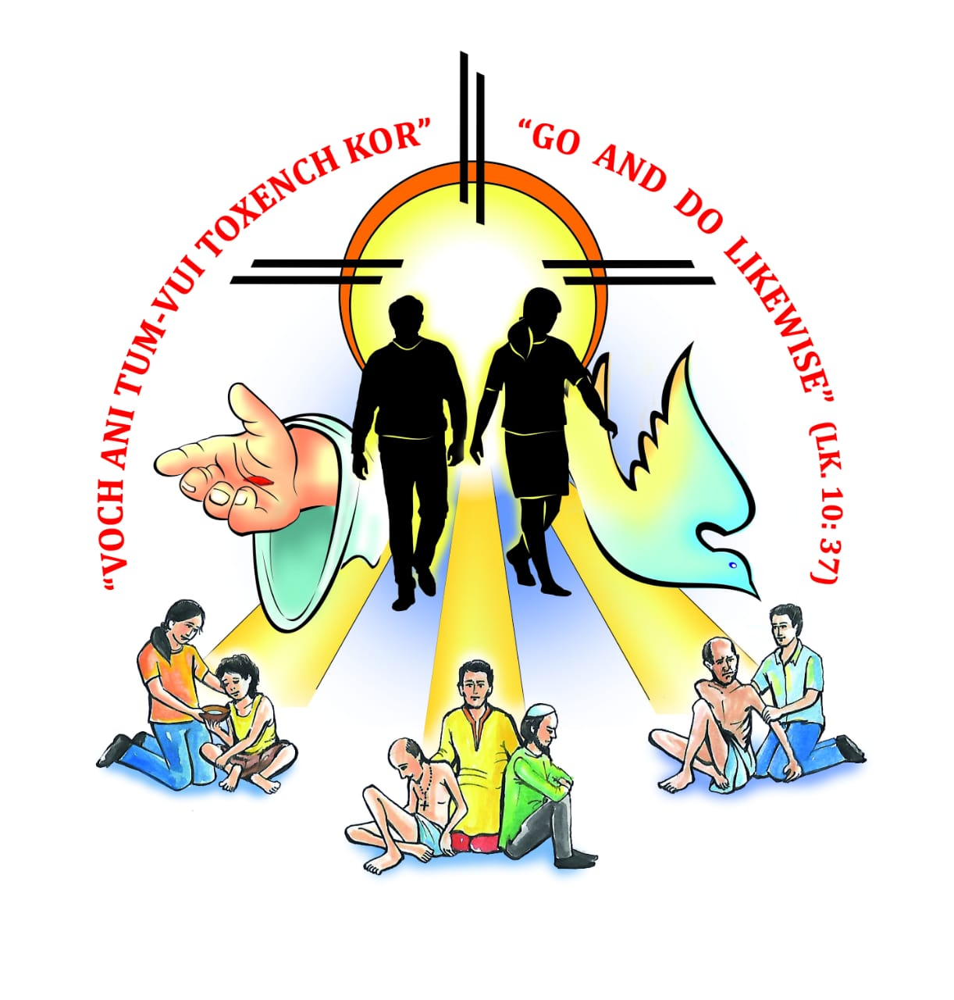 “VOCH ANI TUM-VUI TOXENCH KOR”
“GO AND DO LIKEWISE” (LK. 10: 37)